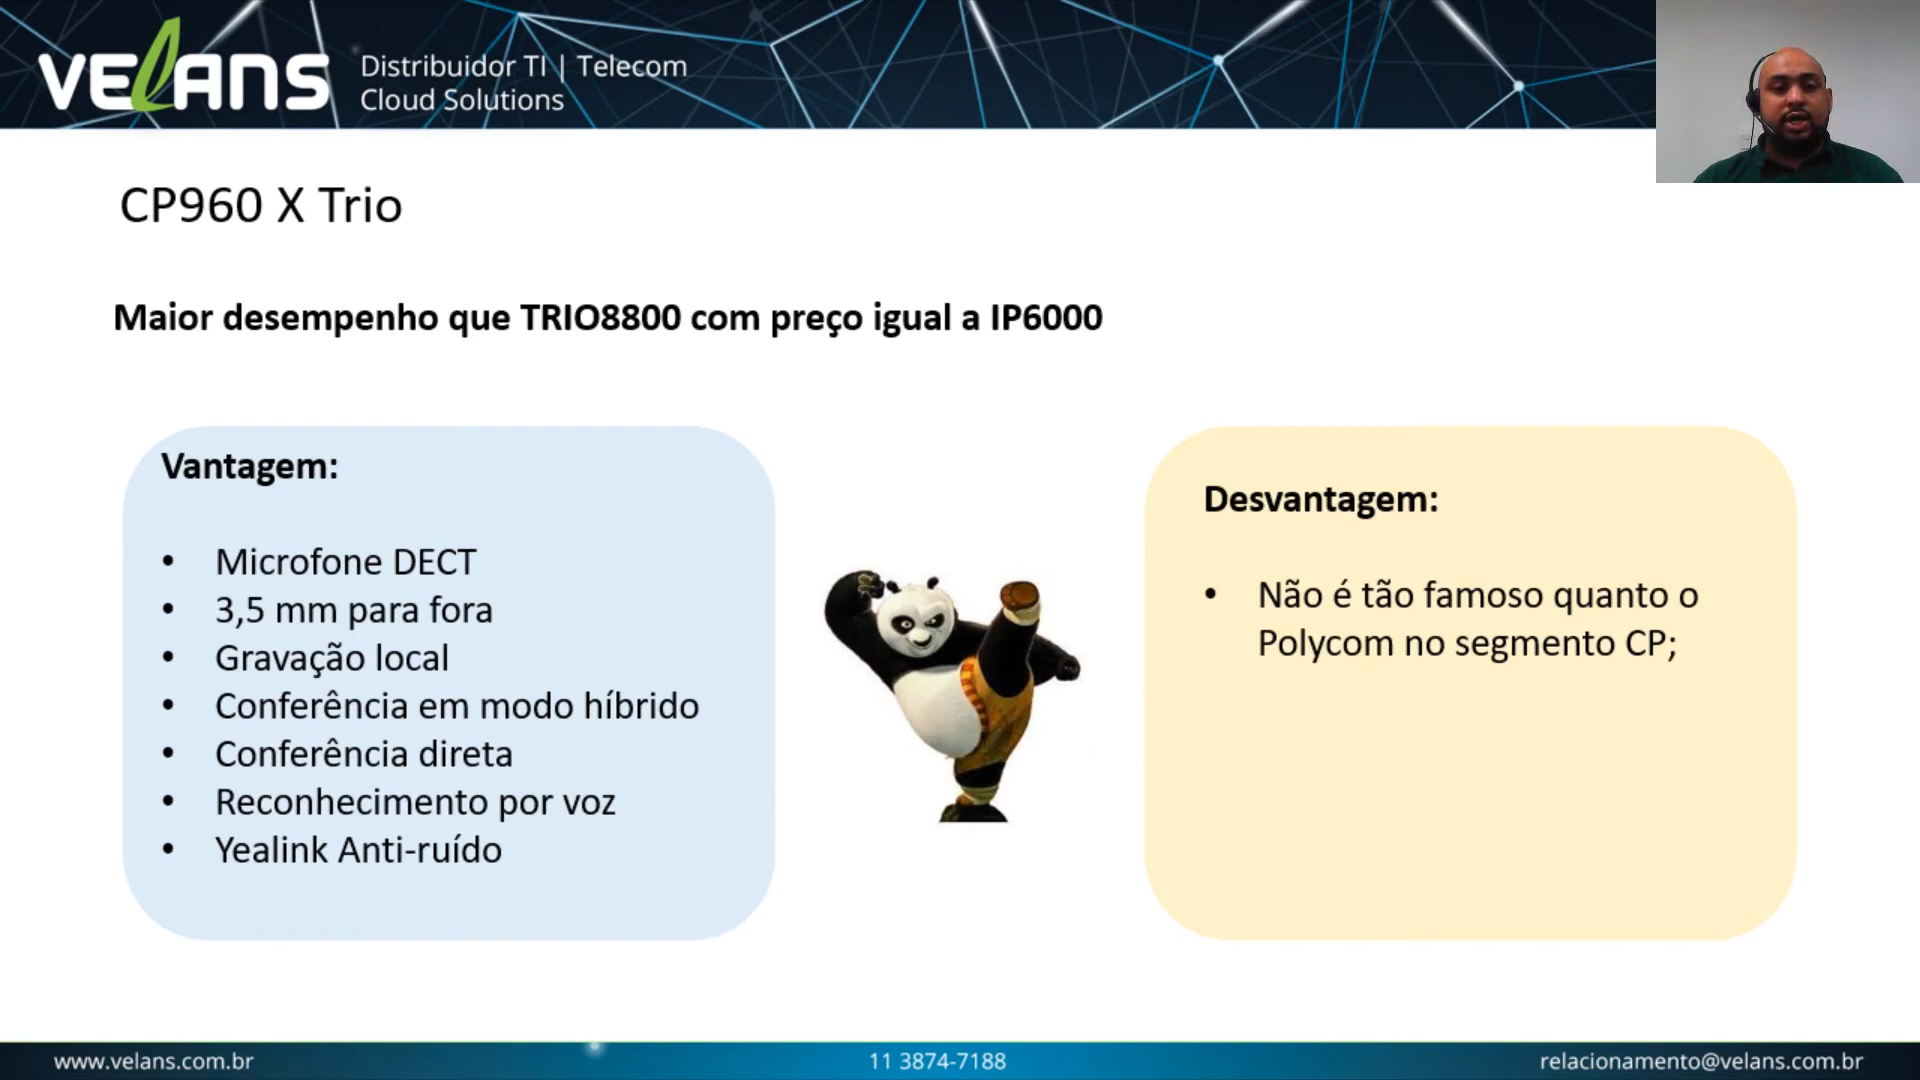 VELANS
Distribuidor TI | Telecom
Cloud Solutions
CP960 X Trio
Maior desempenho que TRIO8800 com preço igual a IP6000
Vantagem:
• Microfone DECT
• 3,5 mm para fora
• Gravação local
• Conferência em modo híbrido
• Conferência direta
• Reconhecimento por voz
• Yealink Anti-ruído
Desvantagem:
• Não é tão famoso quanto o
Polycom no segmento CP;
www.velans.com.br
11 3874-7188
relacionamento@velans.com.br